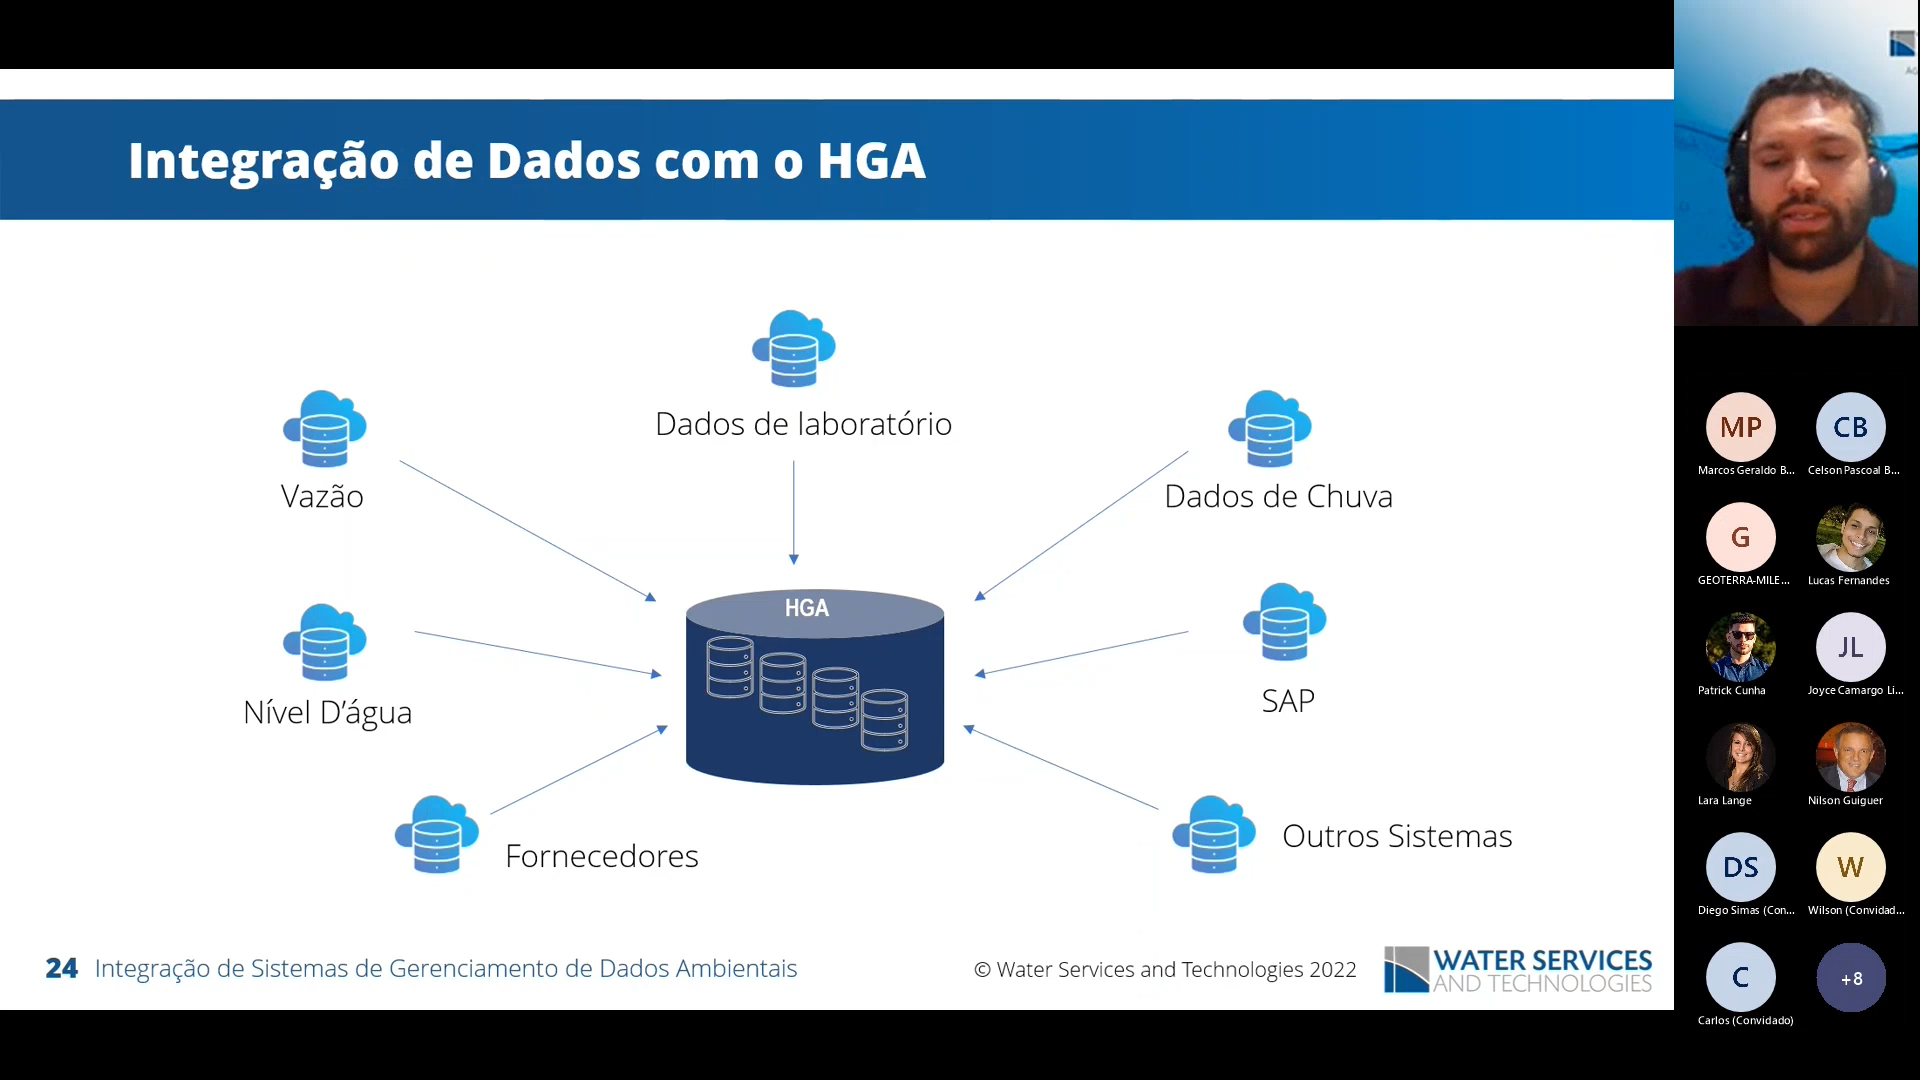 Integração de Dados com o HGA
Dados de laboratório
Vazão
Dados de Chuva
HGA
Nível D’água
SAP
Fornecedores
Outros Sistemas
24 Integração de Sistemas de Gerenciamento de Dados Ambientais
© Water Services and Technologies 2022
WATER SERVICES
AND TECHNOLOGIES
MP
CB
Marcos Geraldo B...
Celson Pascoal B...
G
GEOTERRA-MILE...
Lucas Fernandes
JL
Patrick Cunha
Joyce Camargo Li...
Lara Lange
Nilson Guiguer
DS
W
Diego Simas (Con...
Wilson (Convidad...
C
+8
Carlos (Convidado)